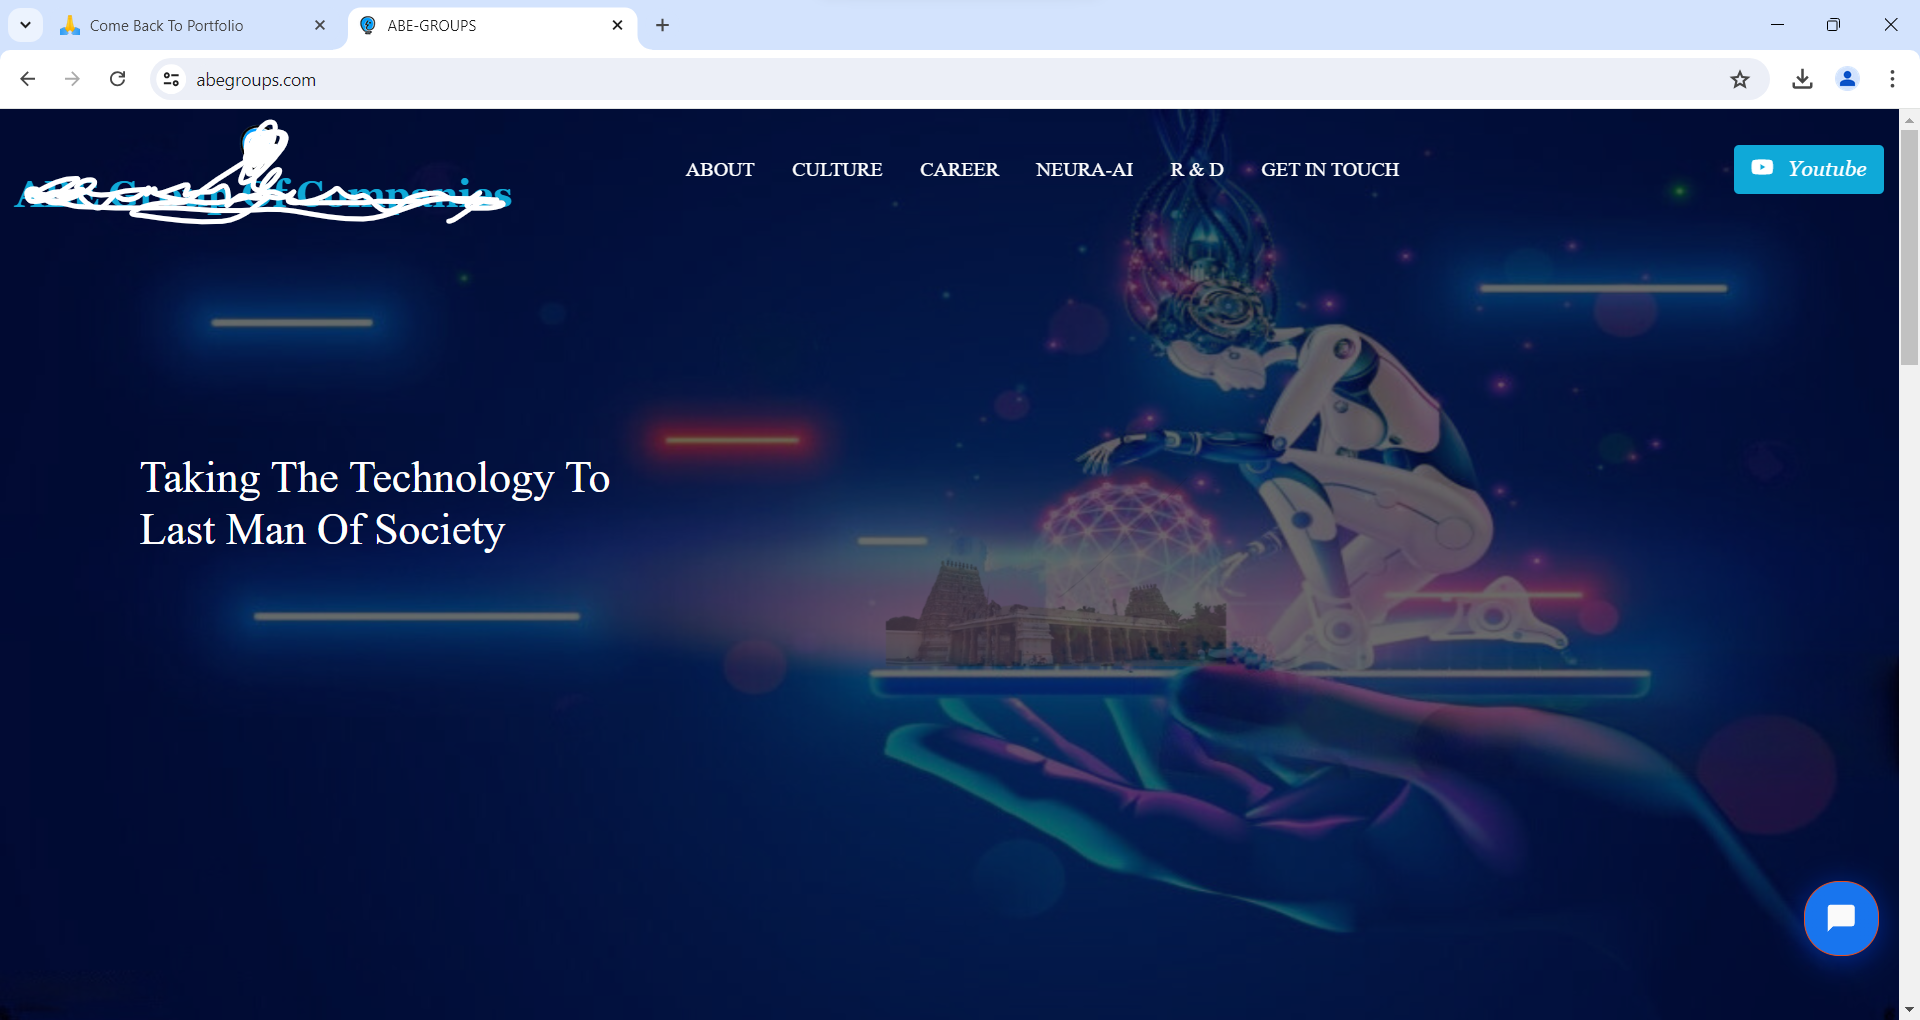 Come Back To Portfolio
ABE-GROUPS
abegroups.com
ABOUT CULTURE CAREER NEURA-AI R & D GET IN TOUCH
Youtube
Group Of Companies
Taking The Technology To
Last Man Of Society